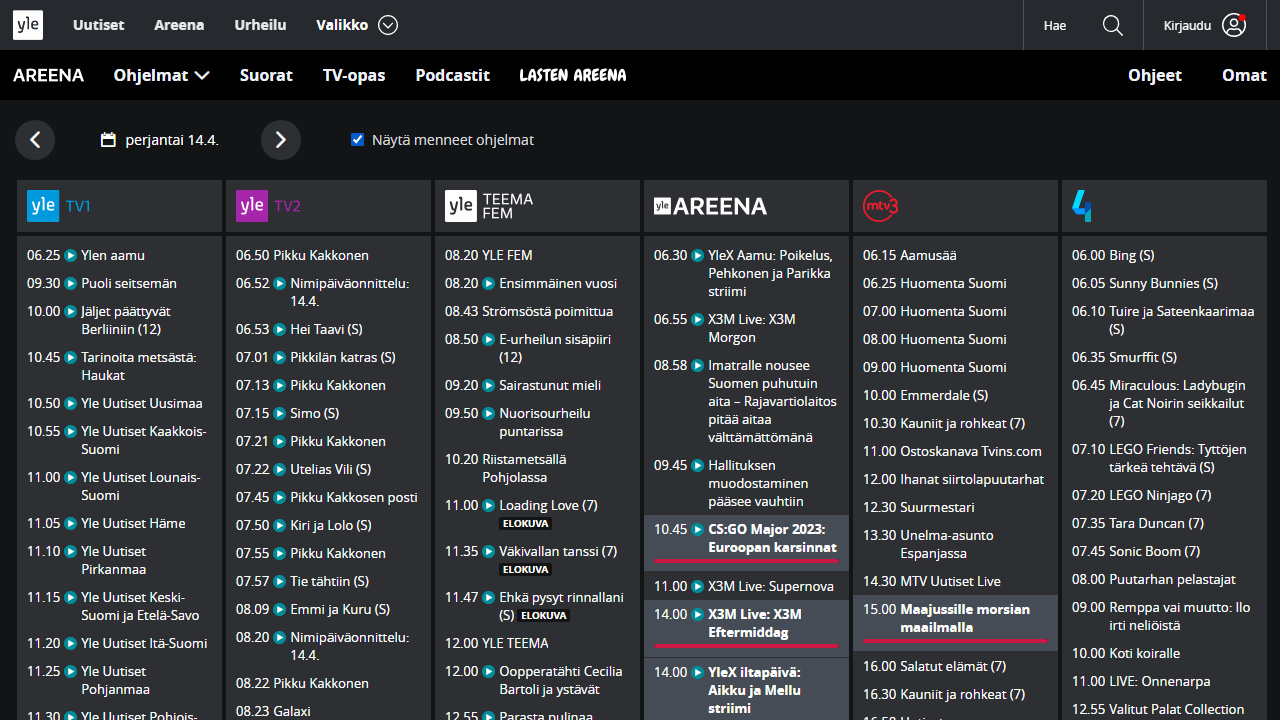 yle Uutiset Areena Urheilu Valikko Hae Kirjaudu
AREENA Ohjelmat Suorat TV-opas Podcastit LASTEN AREENA Ohjeet Omat
perjantai 14.4. Näytä menneet ohjelmat
yle TV1
06.25 Ylen aamu
09.30 Puoli seitsemän
10.00 Jäljet päättyvät
Berliiniin (12)
10.45 Tarinoita metsästä:
Haukat
10.50 Yle Uutiset Uusimaa
10.55 Yle Uutiset Kaakkois-
Suomi
11.00 Yle Uutiset Lounais-
Suomi
11.05 Yle Uutiset Häme
11.10 Yle Uutiset
Pirkanmaa
11.15 Yle Uutiset Keski-
Suomi ja Etelä-Savo
11.20 Yle Uutiset Itä-Suomi
11.25 Yle Uutiset
Pohjanmaa
11.30 Yle Uutiset Pohjois-
yle TV2
06.50 Pikku Kakkonen
06.52 Nimipäiväonnittelu:
14.4.
06.53 Hei Taavi (S)
07.01 Pikkilän katras (S)
07.13 Pikku Kakkonen
07.15 Simo (S)
07.21 Pikku Kakkonen
07.22 Utelias Vili (S)
07.45 Pikku Kakkosen posti
07.50 Kiri ja Lolo (S)
07.55 Pikku Kakkonen
07.57 Tie tähtiin (S)
08.09 Emmi ja Kuru (S)
08.20 Nimipäiväonnittelu:
14.4.
08.22 Pikku Kakkonen
08.23 Galaxi
yle TEEMA
FEM
08.20 YLE FEM
08.20 Ensimmäinen vuosi
08.43 Strömsöstä poimittua
08.50 E-urheilun sisäpiiri
(12)
09.20 Sairastunut mieli
09.50 Nuorisourheilu
puntarissa
10.20 Riistametsällä
Pohjolassa
11.00 Loading Love (7)
ELOKUVA
11.35 Väkivallan tanssi (7)
ELOKUVA
11.47 Ehkä pysyt rinnallani
(S) ELOKUVA
12.00 YLE TEEMA
12.00 Oopperatähti Cecilia
Bartoli ja ystävät
12.55 Parasta pulinaa
yle AREENA
06.30 YleX Aamu: Poikelus,
Pehkonen ja Parikka
striimi
06.55 X3M Live: X3M
Morgon
08.58 Imatralle nousee
Suomen puhutuin
aita – Rajavartiolaitos
pitää aitaa
välttämättömänä
09.45 Hallituksen
muodostaminen
pääsee vauhtiin
10.45 CS:GO Major 2023:
Euroopan karsinnat
11.00 X3M Live: Supernova
14.00 X3M Live: X3M
Eftermiddag
14.00 YleX iltapäivä:
Aikku ja Mellu
striimi
mtv3
06.15 Aamusää
06.25 Huomenta Suomi
07.00 Huomenta Suomi
08.00 Huomenta Suomi
09.00 Huomenta Suomi
10.00 Emmerdale (S)
10.30 Kauniit ja rohkeat (7)
11.00 Ostoskanava Tvins.com
12.00 Ihanat siirtolapuutarhat
12.30 Suurmestari
13.30 Unelma-asunto
Espanjassa
14.30 MTV Uutiset Live
15.00 Maajussille morsian
maailmalla
16.00 Salatut elämät (7)
16.30 Kauniit ja rohkeat (7)
4
06.00 Bing (S)
06.05 Sunny Bunnies (S)
06.10 Tuire ja Sateenkaarimaa
(S)
06.35 Smurffit (S)
06.45 Miraculous: Ladybugin
ja Cat Noirin seikkailut
(7)
07.10 LEGO Friends: Tyttöjen
tärkeä tehtävä (S)
07.20 LEGO Ninjago (7)
07.35 Tara Duncan (7)
07.45 Sonic Boom (7)
08.00 Puutarhan pelastajat
09.00 Remppa vai muutto: Ilo
irti neliöistä
10.00 Koti koiralle
11.00 LIVE: Onnenarpa
12.55 Valitut Palat Collection